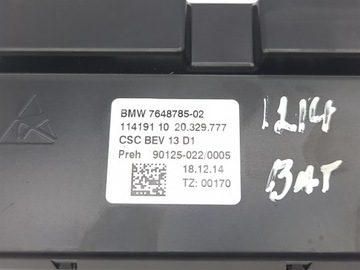 BMW 7648785-02
114191 10 20.329.777
CSC BEV 13 D1
Preh 90125-022/0005
18.12.14
TZ: 00170
BAT